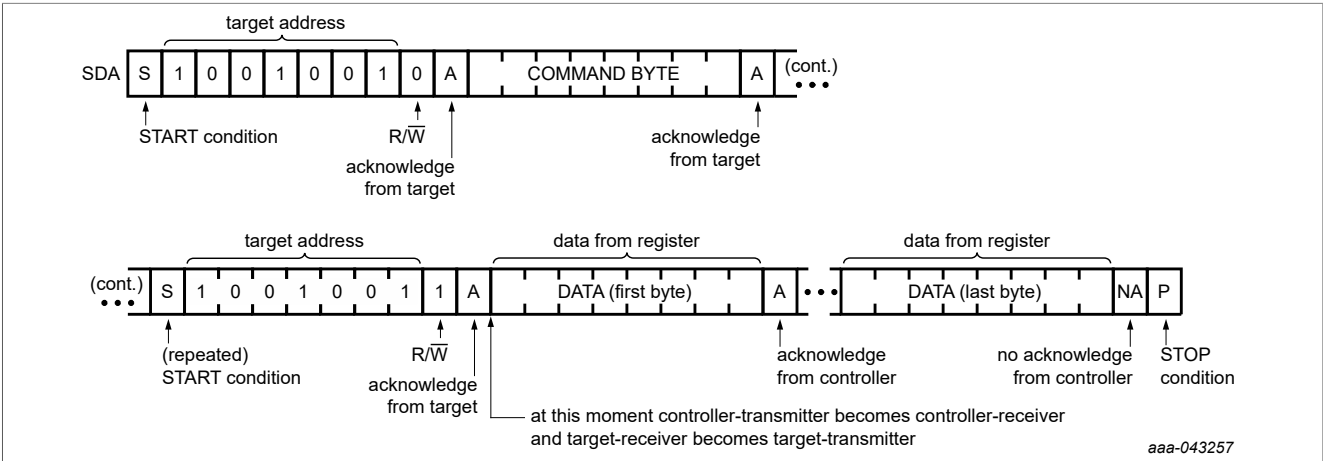 target address
SDA S 1 0 0 1 0 0 1 0 A COMMAND BYTE A (cont.) •••
START condition
R/W̅
acknowledge
from target
acknowledge
from target
target address
data from register
data from register
(cont.) ••• S 1 0 0 1 0 0 1 1 A DATA (first byte) A ••• DATA (last byte) NA P
(repeated)
START condition
R/W̅
acknowledge
from target
acknowledge
from controller
no acknowledge
from controller
STOP
condition
at this moment controller-transmitter becomes controller-receiver
and target-receiver becomes target-transmitter
aaa-043257